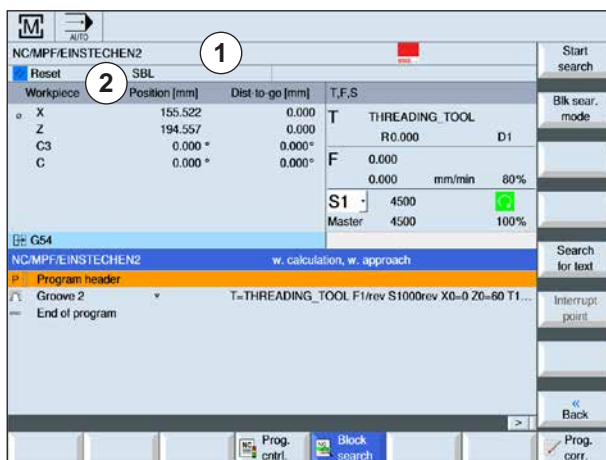 M
AUTO
NC/MPF/EINSTECHEN2
1
Reset
SBL
2
Workpiece Position [mm] Dist-to-go [mm] T,F,S
X 155.522 0.000
Z 194.557 0.000
C3 0.000 ° 0.000°
C 0.000 ° 0.000°
T THREADING_TOOL
R0.000 D1
F 0.000
0.000 mm/min 80%
S1 4500
Master 4500 100%
G54
NC/MPF/EINSTECHEN2 w. calculation, w. approach
P Program header
Groove 2 T=THREADING_TOOL F1/rev S1000rev X0=0 Z0=60 T1...
END End of program
>
Start
search
Blk sear.
mode
Search
for text
Interrupt
point
«
Back
NC Prog.
cntrl.
NC Block
search
Prog.
corr.